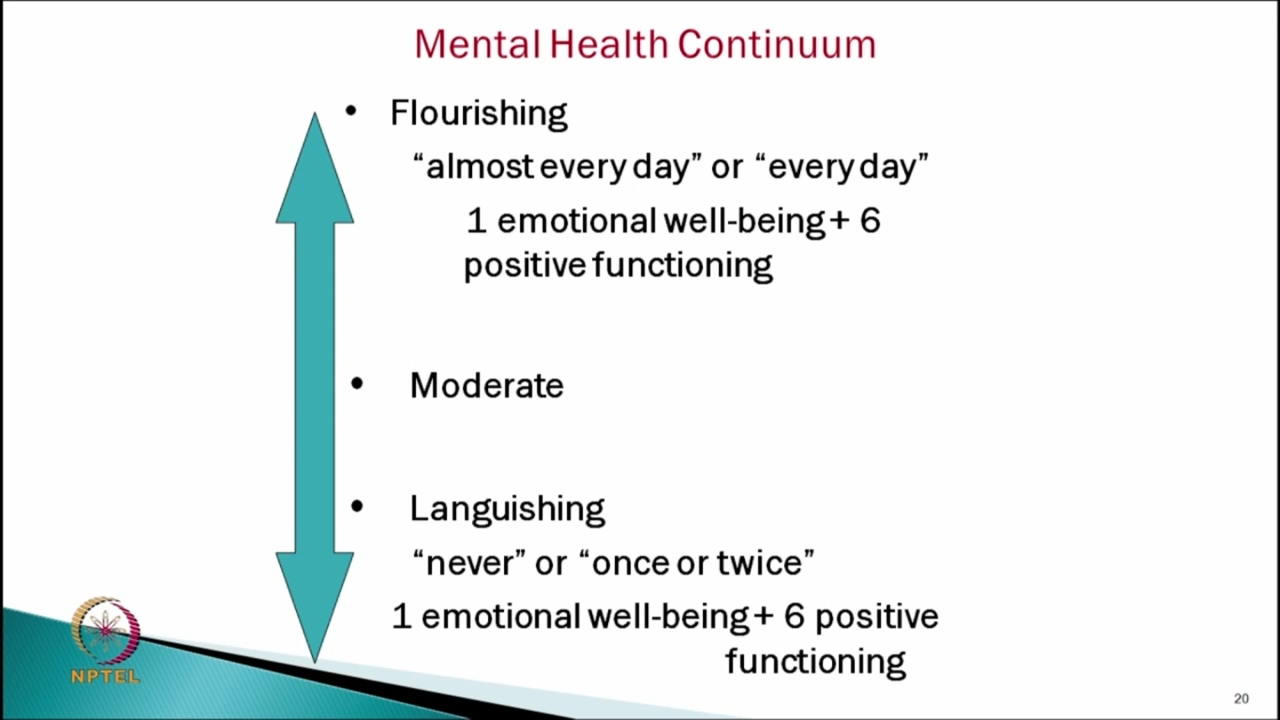 Mental Health Continuum
• Flourishing
“almost every day” or “every day”
1 emotional well-being+ 6
positive functioning
• Moderate
• Languishing
“never” or “once or twice”
1 emotional well-being+ 6 positive
functioning
NPTEL
20